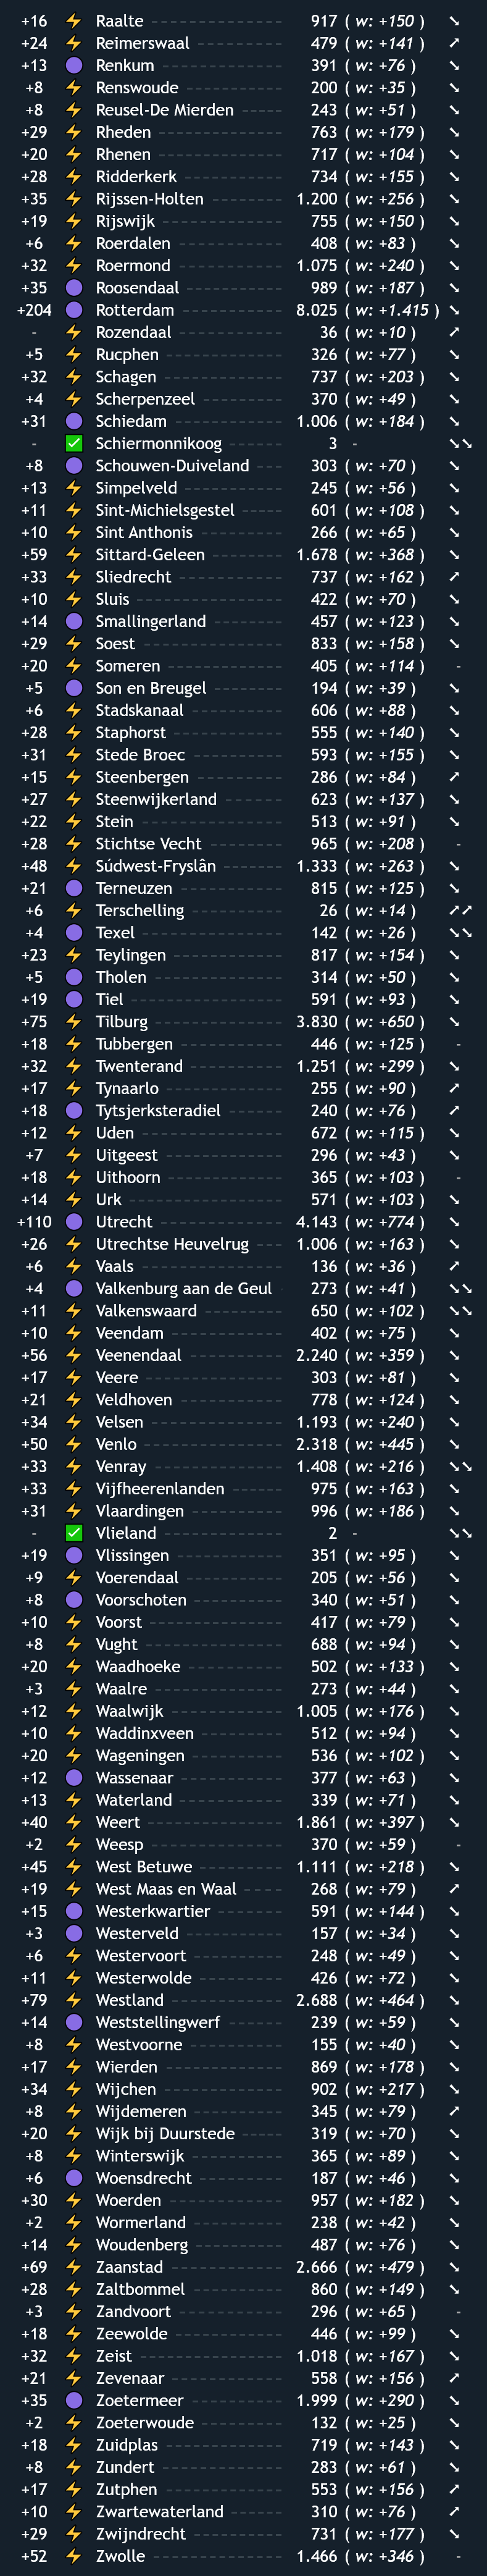 +16 ⚡ Raalte 917 ( w: +150 ) ↘
+24 ⚡ Reimerswaal 479 ( w: +141 ) ↗
+13 🟣 Renkum 391 ( w: +76 ) ↘
+8 ⚡ Renswoude 200 ( w: +35 ) ↘
+8 ⚡ Reusel-De Mierden 243 ( w: +51 ) ↘
+29 ⚡ Rheden 763 ( w: +179 ) ↘
+20 ⚡ Rhenen 717 ( w: +104 ) ↘
+28 ⚡ Ridderkerk 734 ( w: +155 ) ↘
+35 ⚡ Rijssen-Holten 1.200 ( w: +256 ) ↘
+19 ⚡ Rijswijk 755 ( w: +150 ) ↘
+6 ⚡ Roerdalen 408 ( w: +83 ) ↘
+32 ⚡ Roermond 1.075 ( w: +240 ) ↘
+35 🟣 Roosendaal 989 ( w: +187 ) ↘
+204 🟣 Rotterdam 8.025 ( w: +1.415 ) ↘
- ⚡ Rozendaal 36 ( w: +10 ) ↗
+5 ⚡ Rucphen 326 ( w: +77 ) ↘
+32 ⚡ Schagen 737 ( w: +203 ) ↘
+4 ⚡ Scherpenzeel 370 ( w: +49 ) ↘
+31 🟣 Schiedam 1.006 ( w: +184 ) ↘
- ✅ Schiermonnikoog 3 - ↘↘
+8 🟣 Schouwen-Duiveland 303 ( w: +70 ) ↘
+13 ⚡ Simpelveld 245 ( w: +56 ) ↘
+11 ⚡ Sint-Michielsgestel 601 ( w: +108 ) ↘
+10 ⚡ Sint Anthonis 266 ( w: +65 ) ↘
+59 ⚡ Sittard-Geleen 1.678 ( w: +368 ) ↘
+33 ⚡ Sliedrecht 737 ( w: +162 ) ↗
+10 ⚡ Sluis 422 ( w: +70 ) ↘
+14 🟣 Smallingerland 457 ( w: +123 ) ↘
+29 ⚡ Soest 833 ( w: +158 ) ↘
+20 ⚡ Someren 405 ( w: +114 ) -
+5 🟣 Son en Breugel 194 ( w: +39 ) ↘
+6 ⚡ Stadskanaal 606 ( w: +88 ) ↘
+28 ⚡ Staphorst 555 ( w: +140 ) ↘
+31 ⚡ Stede Broec 593 ( w: +155 ) ↘
+15 ⚡ Steenbergen 286 ( w: +84 ) ↗
+27 ⚡ Steenwijkerland 623 ( w: +137 ) ↘
+22 ⚡ Stein 513 ( w: +91 ) ↘
+28 ⚡ Stichtse Vecht 965 ( w: +208 ) -
+48 ⚡ Súdwest-Fryslân 1.333 ( w: +263 ) ↘
+21 🟣 Terneuzen 815 ( w: +125 ) ↘
+6 ⚡ Terschelling 26 ( w: +14 ) ↗↗
+4 🟣 Texel 142 ( w: +26 ) ↘↘
+23 ⚡ Teylingen 817 ( w: +154 ) ↘
+5 🟣 Tholen 314 ( w: +50 ) ↘
+19 🟣 Tiel 591 ( w: +93 ) ↘
+75 ⚡ Tilburg 3.830 ( w: +650 ) ↘
+18 ⚡ Tubbergen 446 ( w: +125 ) -
+32 ⚡ Twenterand 1.251 ( w: +299 ) ↘
+17 ⚡ Tynaarlo 255 ( w: +90 ) ↗
+18 🟣 Tytsjerksteradiel 240 ( w: +76 ) ↗
+12 ⚡ Uden 672 ( w: +115 ) ↘
+7 ⚡ Uitgeest 296 ( w: +43 ) ↘
+18 ⚡ Uithoorn 365 ( w: +103 ) -
+14 ⚡ Urk 571 ( w: +103 ) ↘
+110 🟣 Utrecht 4.143 ( w: +774 ) ↘
+26 ⚡ Utrechtse Heuvelrug 1.006 ( w: +163 ) ↘
+6 ⚡ Vaals 136 ( w: +36 ) ↗
+4 🟣 Valkenburg aan de Geul 273 ( w: +41 ) ↘↘
+11 ⚡ Valkenswaard 650 ( w: +102 ) ↘↘
+10 ⚡ Veendam 402 ( w: +75 ) ↘
+56 ⚡ Veenendaal 2.240 ( w: +359 ) ↘
+17 ⚡ Veere 303 ( w: +81 ) ↘
+21 ⚡ Veldhoven 778 ( w: +124 ) ↘
+34 ⚡ Velsen 1.193 ( w: +240 ) ↘
+50 ⚡ Venlo 2.318 ( w: +445 ) ↘
+33 ⚡ Venray 1.408 ( w: +216 ) ↘↘
+33 ⚡ Vijfheerenlanden 975 ( w: +163 ) ↘
+31 ⚡ Vlaardingen 996 ( w: +186 ) ↘
- ✅ Vlieland 2 - ↘↘
+19 🟣 Vlissingen 351 ( w: +95 ) ↘
+9 ⚡ Voerendaal 205 ( w: +56 ) ↘
+8 🟣 Voorschoten 340 ( w: +51 ) ↘
+10 ⚡ Voorst 417 ( w: +79 ) ↘
+8 ⚡ Vught 688 ( w: +94 ) ↘
+20 ⚡ Waadhoeke 502 ( w: +133 ) ↘
+3 ⚡ Waalre 273 ( w: +44 ) ↘
+12 ⚡ Waalwijk 1.005 ( w: +176 ) ↘
+10 ⚡ Waddinxveen 512 ( w: +94 ) ↘
+20 ⚡ Wageningen 536 ( w: +102 ) ↘
+12 🟣 Wassenaar 377 ( w: +63 ) ↘
+13 ⚡ Waterland 339 ( w: +71 ) ↘
+40 ⚡ Weert 1.861 ( w: +397 ) ↘
+2 ⚡ Weesp 370 ( w: +59 ) -
+45 ⚡ West Betuwe 1.111 ( w: +218 ) ↘
+19 ⚡ West Maas en Waal 268 ( w: +79 ) ↗
+15 🟣 Westerkwartier 591 ( w: +144 ) ↘
+3 🟣 Westerveld 157 ( w: +34 ) ↘
+6 ⚡ Westervoort 248 ( w: +49 ) ↘
+11 ⚡ Westerwolde 426 ( w: +72 ) ↘
+79 ⚡ Westland 2.688 ( w: +464 ) ↘
+14 🟣 Weststellingwerf 239 ( w: +59 ) ↘
+8 ⚡ Westvoorne 155 ( w: +40 ) ↘
+17 ⚡ Wierden 869 ( w: +178 ) ↘
+34 ⚡ Wijchen 902 ( w: +217 ) ↘
+8 ⚡ Wijdemeren 345 ( w: +79 ) ↗
+20 ⚡ Wijk bij Duurstede 319 ( w: +70 ) ↘
+8 ⚡ Winterswijk 365 ( w: +89 ) ↘
+6 🟣 Woensdrecht 187 ( w: +46 ) ↘
+30 ⚡ Woerden 957 ( w: +182 ) ↘
+2 ⚡ Wormerland 238 ( w: +42 ) ↘
+14 ⚡ Woudenberg 487 ( w: +76 ) ↘
+69 ⚡ Zaanstad 2.666 ( w: +479 ) ↘
+28 ⚡ Zaltbommel 860 ( w: +149 ) ↘
+3 ⚡ Zandvoort 296 ( w: +65 ) -
+18 ⚡ Zeewolde 446 ( w: +99 ) ↘
+32 ⚡ Zeist 1.018 ( w: +167 ) ↘
+21 ⚡ Zevenaar 558 ( w: +156 ) ↗
+35 🟣 Zoetermeer 1.999 ( w: +290 ) ↘
+2 ⚡ Zoeterwoude 132 ( w: +25 ) ↘
+18 ⚡ Zuidplas 719 ( w: +143 ) ↘
+8 ⚡ Zundert 283 ( w: +61 ) ↘
+17 ⚡ Zutphen 553 ( w: +156 ) ↗
+10 ⚡ Zwartewaterland 310 ( w: +76 ) ↗
+29 ⚡ Zwijndrecht 731 ( w: +177 ) ↘
+52 ⚡ Zwolle 1.466 ( w: +346 ) -